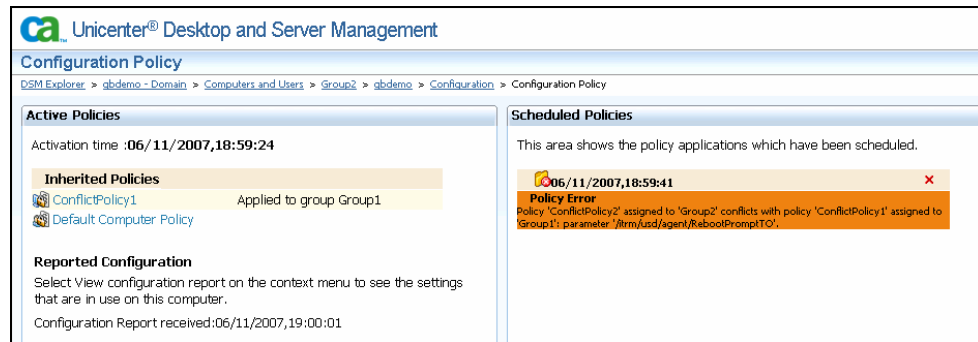 ca Unicenter® Desktop and Server Management
Configuration Policy
DSM Explorer > gbdemo - Domain > Computers and Users > Group2 > gbdemo > Configuration > Configuration Policy
Active Policies
Activation time :06/11/2007,18:59:24
Inherited Policies
ConflictPolicy1 Applied to group Group1
Default Computer Policy
Reported Configuration
Select View configuration report on the context menu to see the settings
that are in use on this computer.
Configuration Report received:06/11/2007,19:00:01
Scheduled Policies
This area shows the policy applications which have been scheduled.
06/11/2007,18:59:41
Policy Error
Policy 'ConflictPolicy2' assigned to 'Group2' conflicts with policy 'ConflictPolicy1' assigned to
'Group1': parameter '/itrm/usd/agent/RebootPromptTO'.